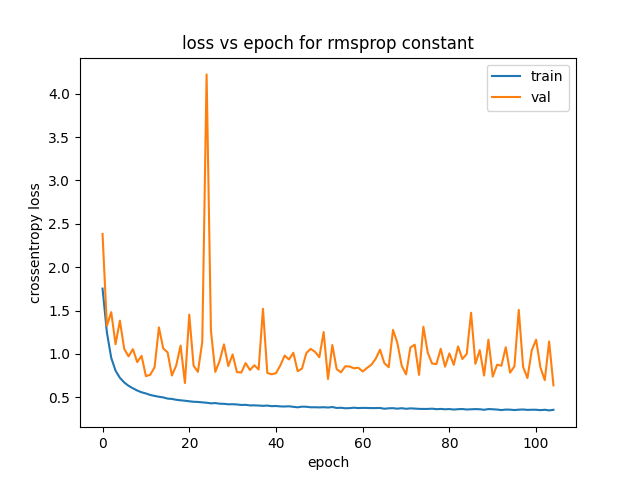 loss vs epoch for rmsprop constant
train
val
crossentropy loss
4.0
3.5
3.0
2.5
2.0
1.5
1.0
0.5
0 20 40 60 80 100
epoch